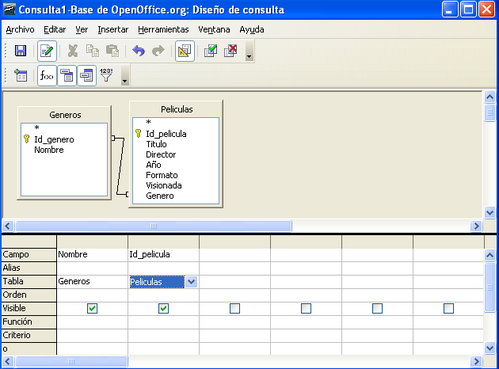 Consulta1-Base de OpenOffice.org: Diseño de consulta
Archivo Editar Ver Insertar Herramientas Ventana Ayuda
f(x) 1201
Generos
*
Id_genero
Nombre
Peliculas
*
Id_pelicula
Titulo
Director
Año
Formato
Visionada
Genero
Campo Nombre Id_pelicula
Alias
Tabla Generos Peliculas
Orden
Visible
Función
Criterio
o